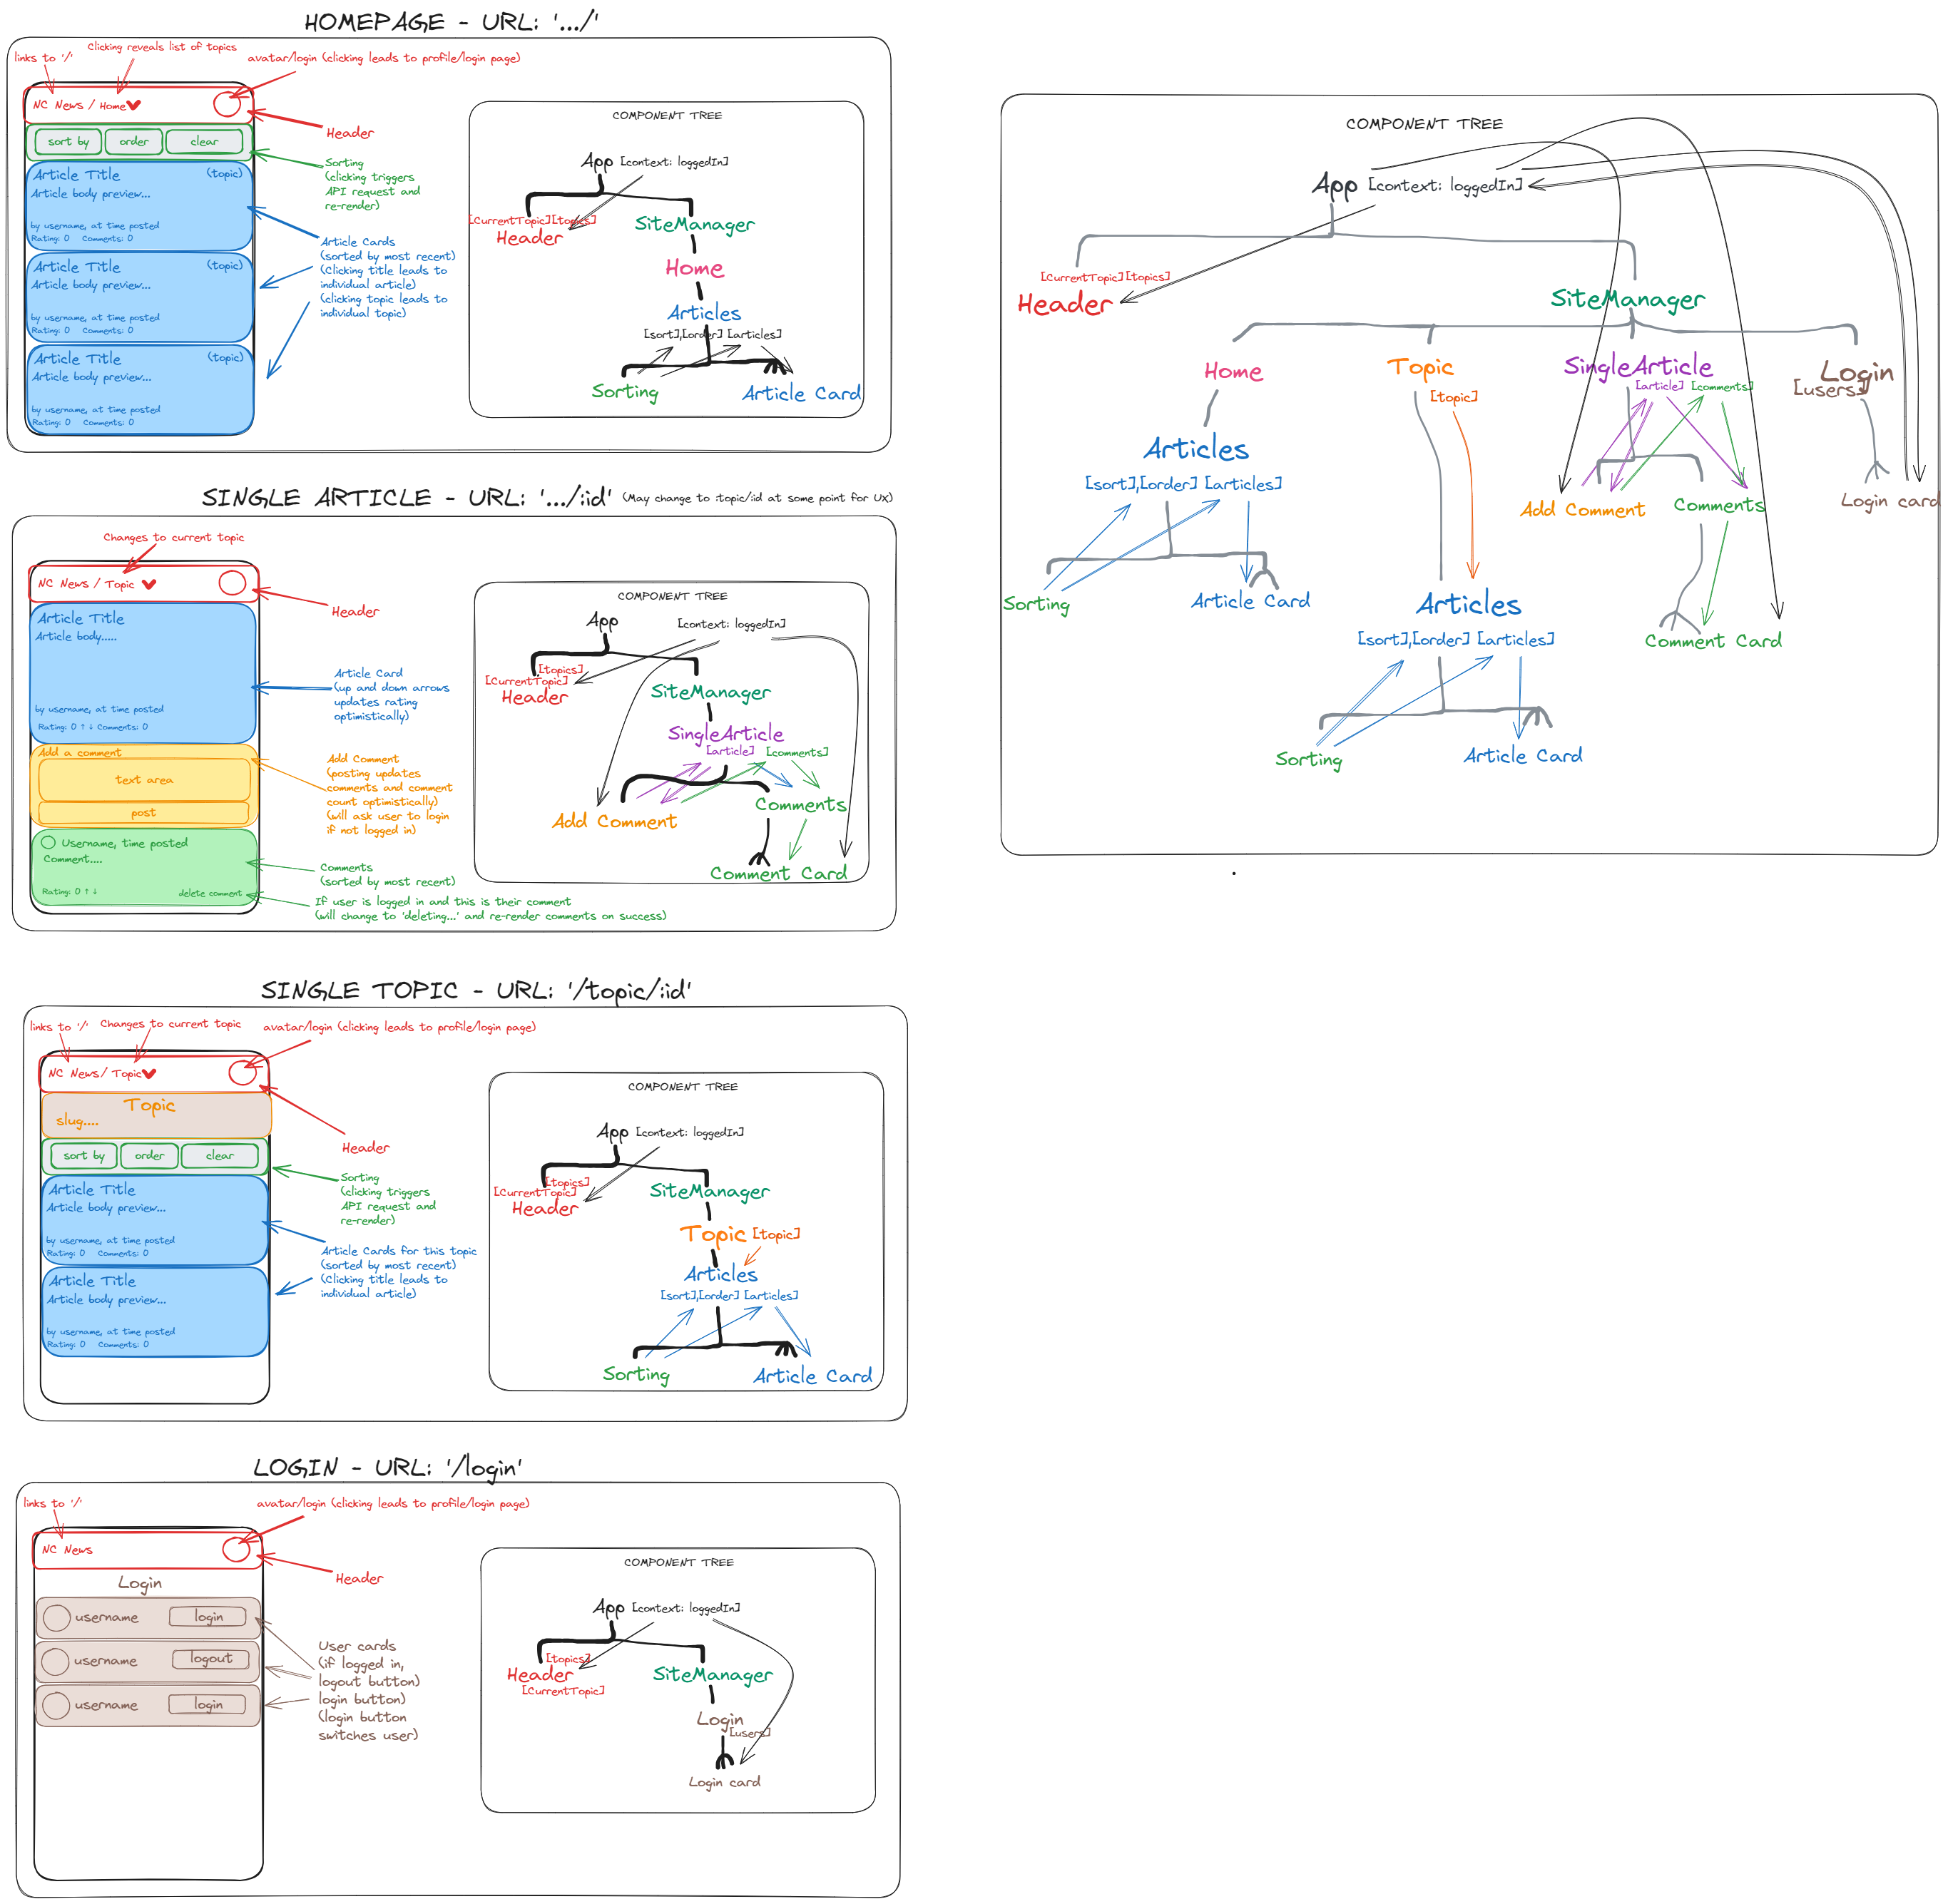 HOMEPAGE - URL: '.../'
links to '/'
Clicking reveals list of topics
avatar/login (clicking leads to profile/login page)
NC News / Home
Header
sort by
order
clear
Sorting
(clicking triggers
API request and
re-render)
Article Title
(topic)
Article body preview...
by username, at time posted
Rating: 0 Comments: 0
Article Title
(topic)
Article body preview...
by username, at time posted
Rating: 0 Comments: 0
Article Title
(topic)
Article body preview...
by username, at time posted
Rating: 0 Comments: 0
Article Cards
(sorted by most recent)
(Clicking title leads to
individual article)
(clicking topic leads to
individual topic)
COMPONENT TREE
App [context: loggedIn]
[CurrentTopic][topics]
Header
SiteManager
Home
Articles
[sort],[order] [articles]
Sorting
Article Card
SINGLE ARTICLE - URL: '.../:id' (May change to :topic/:id at some point for UX)
Changes to current topic
NC News / Topic
Header
Article Title
Article body.....
by username, at time posted
Rating: 0 ↑ ↓ Comments: 0
Article Card
(up and down arrows
updates rating
optimistically)
Add a comment
text area
post
Add Comment
(posting updates
comments and comment
count optimistically)
(will ask user to login
if not logged in)
Username, time posted
Comment....
Rating: 0 ↑ ↓
delete comment
Comments
(sorted by most recent)
If user is logged in and this is their comment
(will change to 'deleting...' and re-render comments on success)
COMPONENT TREE
App
[context: loggedIn]
[topics]
[CurrentTopic]
Header
SiteManager
SingleArticle
[article] [comments]
Add Comment
Comments
Comment Card
SINGLE TOPIC - URL: '/topic/:id'
links to '/'
Changes to current topic
avatar/login (clicking leads to profile/login page)
NC News/ Topic
Header
Topic
slug....
sort by
order
clear
Sorting
(clicking triggers
API request and
re-render)
Article Title
Article body preview...
by username, at time posted
Rating: 0 Comments: 0
Article Title
Article body preview...
by username, at time posted
Rating: 0 Comments: 0
Article Cards for this topic
(sorted by most recent)
(Clicking title leads to
individual article)
COMPONENT TREE
App [context: loggedIn]
[topics]
[CurrentTopic]
Header
SiteManager
Topic [topic]
Articles
[sort],[order] [articles]
Sorting
Article Card
LOGIN - URL: '/login'
links to '/'
avatar/login (clicking leads to profile/login page)
NC News
Header
Login
username
login
username
logout
username
login
User cards
(if logged in,
logout button)
login button)
(login button
switches user)
COMPONENT TREE
App [context: loggedIn]
[topics]
Header
[CurrentTopic]
SiteManager
Login
[users]
Login card
COMPONENT TREE
App [context: loggedIn]
[CurrentTopic][topics]
Header
SiteManager
Home
Topic
[topic]
SingleArticle
[article] [comments]
Login
[users]
Articles
[sort],[order] [articles]
Add Comment
Comments
Login card
Sorting
Article Card
Articles
[sort],[order] [articles]
Comment Card
Sorting
Article Card